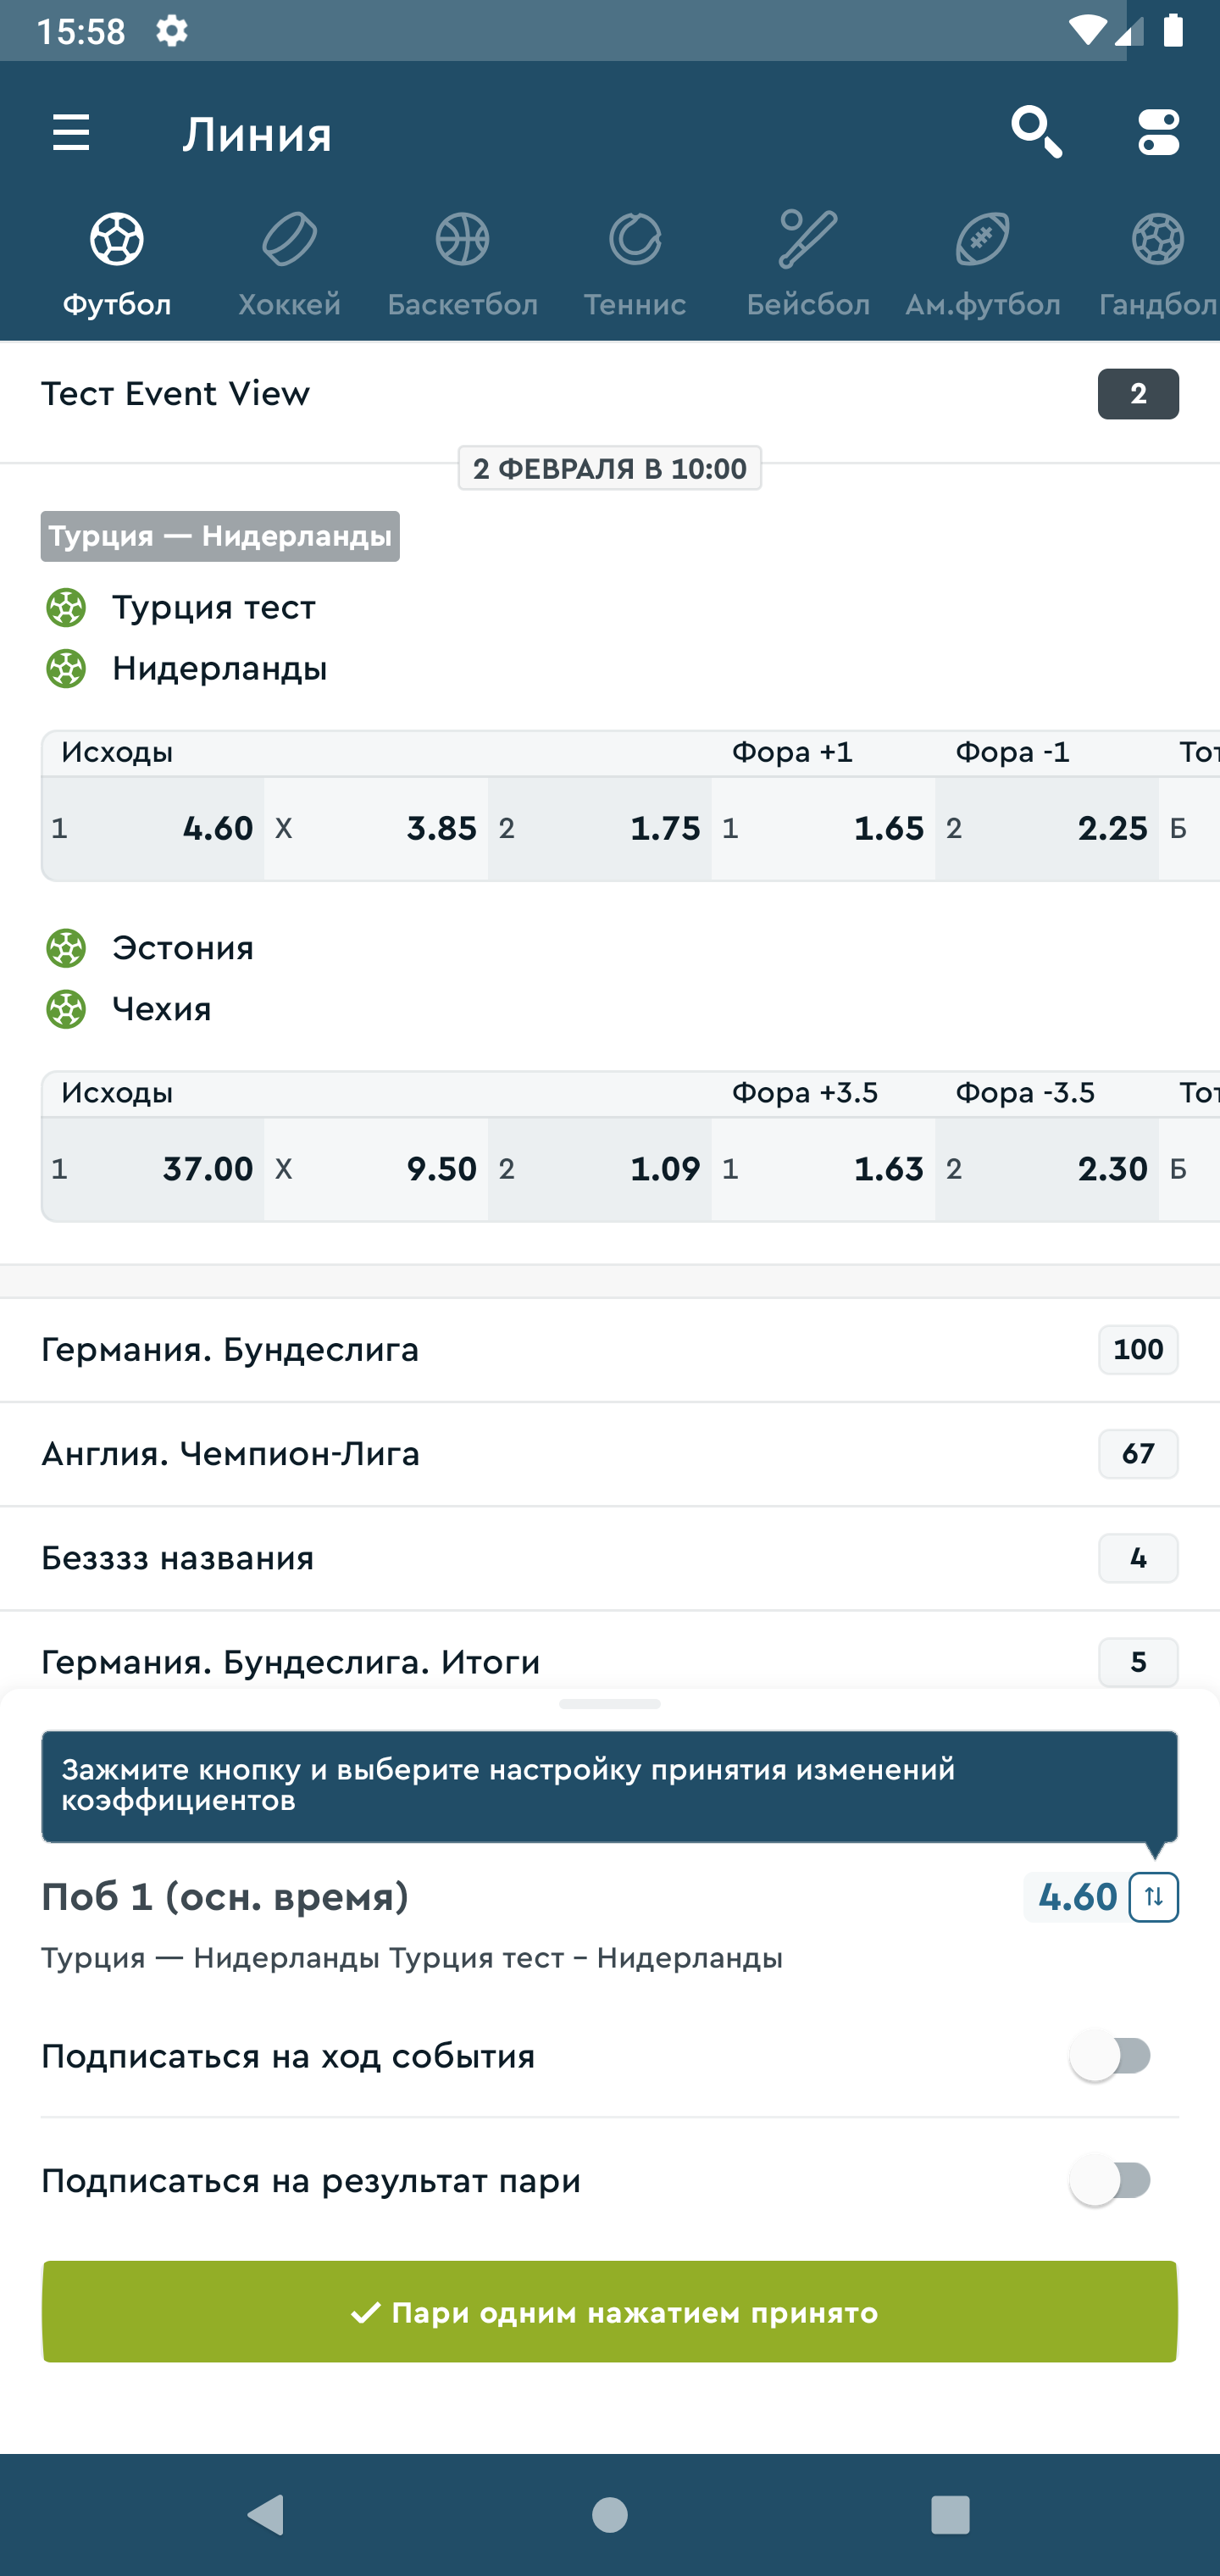 15:58
Линия
Футбол Хоккей Баскетбол Теннис Бейсбол Ам.футбол Гандбол
Тест Event View 2
2 ФЕВРАЛЯ В 10:00
Турция — Нидерланды
Турция тест
Нидерланды
Исходы Фора +1 Фора -1 Тот
1 4.60 X 3.85 2 1.75 1 1.65 2 2.25 Б
Эстония
Чехия
Исходы Фора +3.5 Фора -3.5 Тот
1 37.00 X 9.50 2 1.09 1 1.63 2 2.30 Б
Германия. Бундеслига 100
Англия. Чемпион-Лига 67
Безззз названия 4
Германия. Бундеслига. Итоги 5
Зажмите кнопку и выберите настройку принятия изменений
коэффициентов
Поб 1 (осн. время) 4.60
Турция — Нидерланды Турция тест – Нидерланды
Подписаться на ход события
Подписаться на результат пари
Пари одним нажатием принято